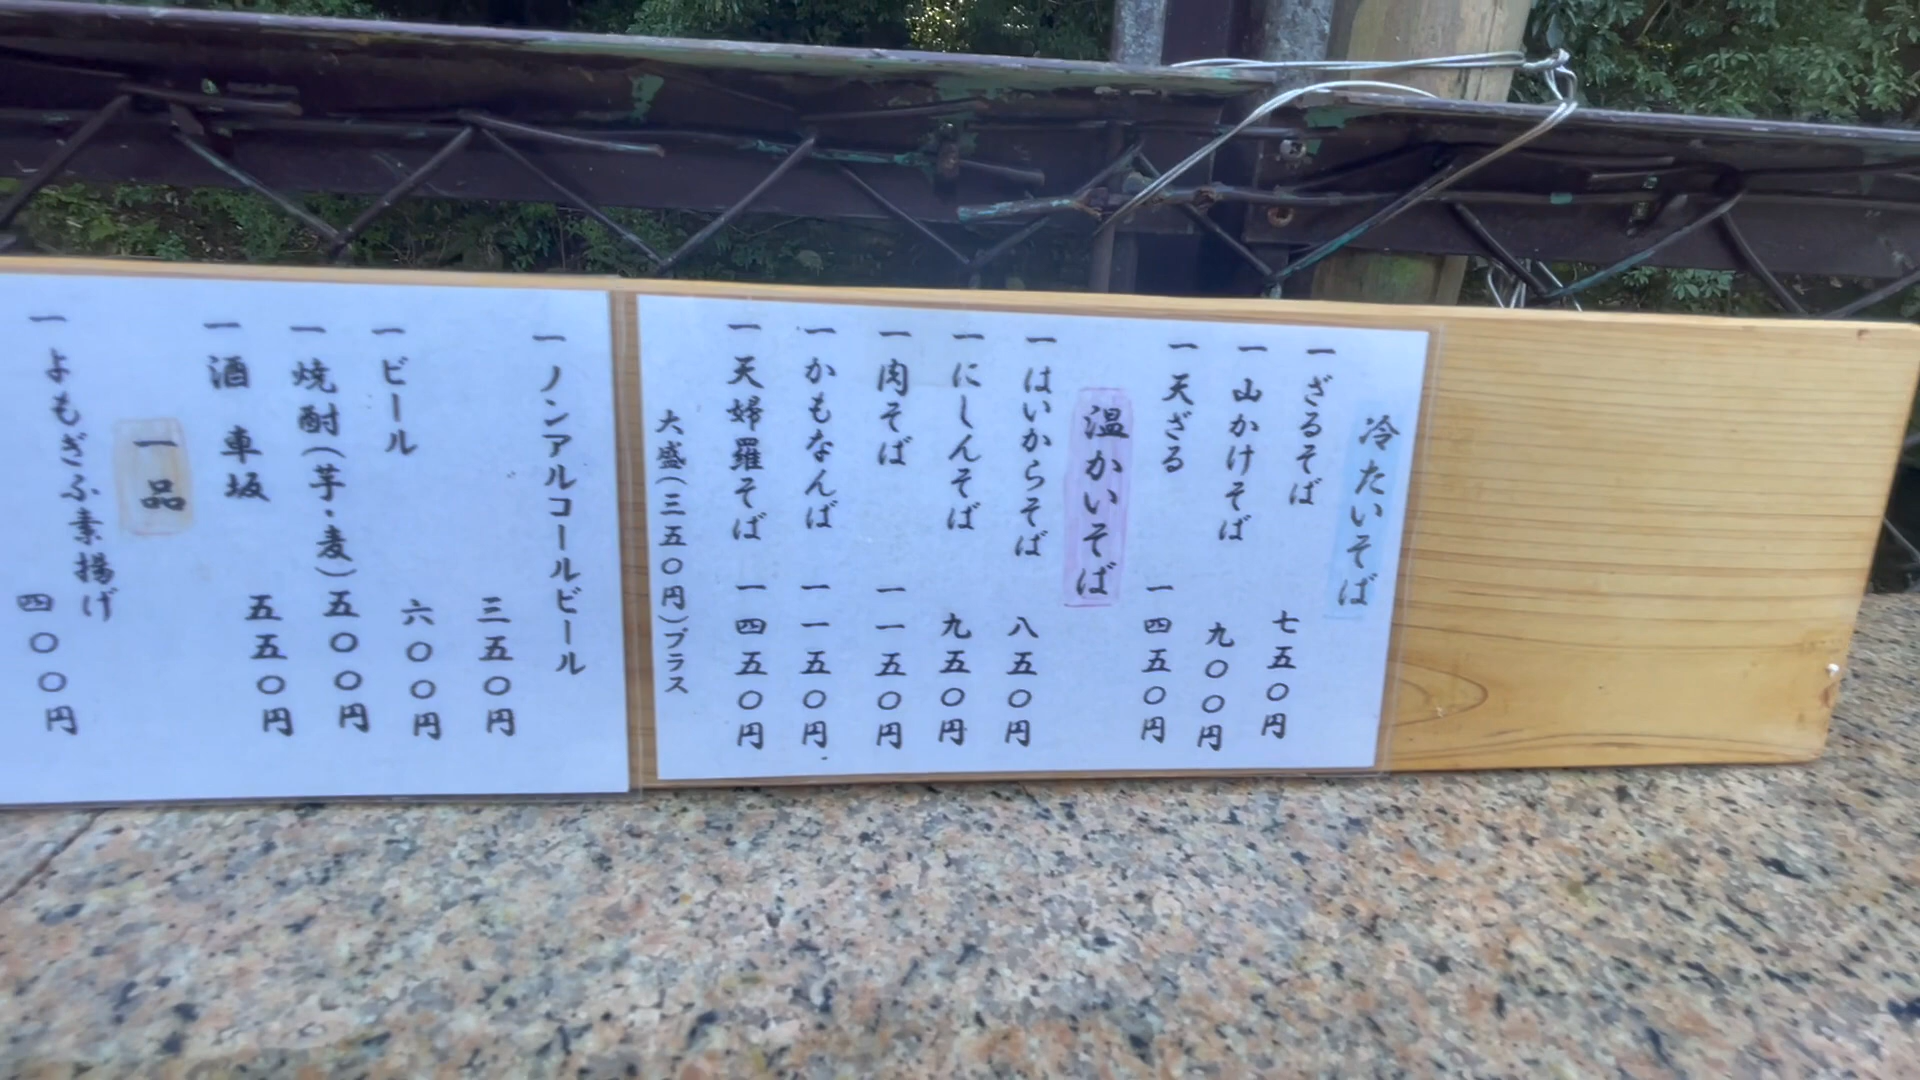 冷たいそば
一ざるそば 七五〇円
一山かけそば 九〇〇円
一天ざる 一四五〇円
温かいそば
一はいからそば 八五〇円
一にしんそば 九五〇円
一肉そば 一一五〇円
一かもなんば 一一五〇円
一天婦羅そば 一四五〇円
大盛(三五〇円)プラス
一ノンアルコールビール 三五〇円
一ビール 六〇〇円
一焼酎(芋・麦)五〇〇円
一酒 車坂 五五〇円
一品
一よもぎふ素揚げ 四〇〇円